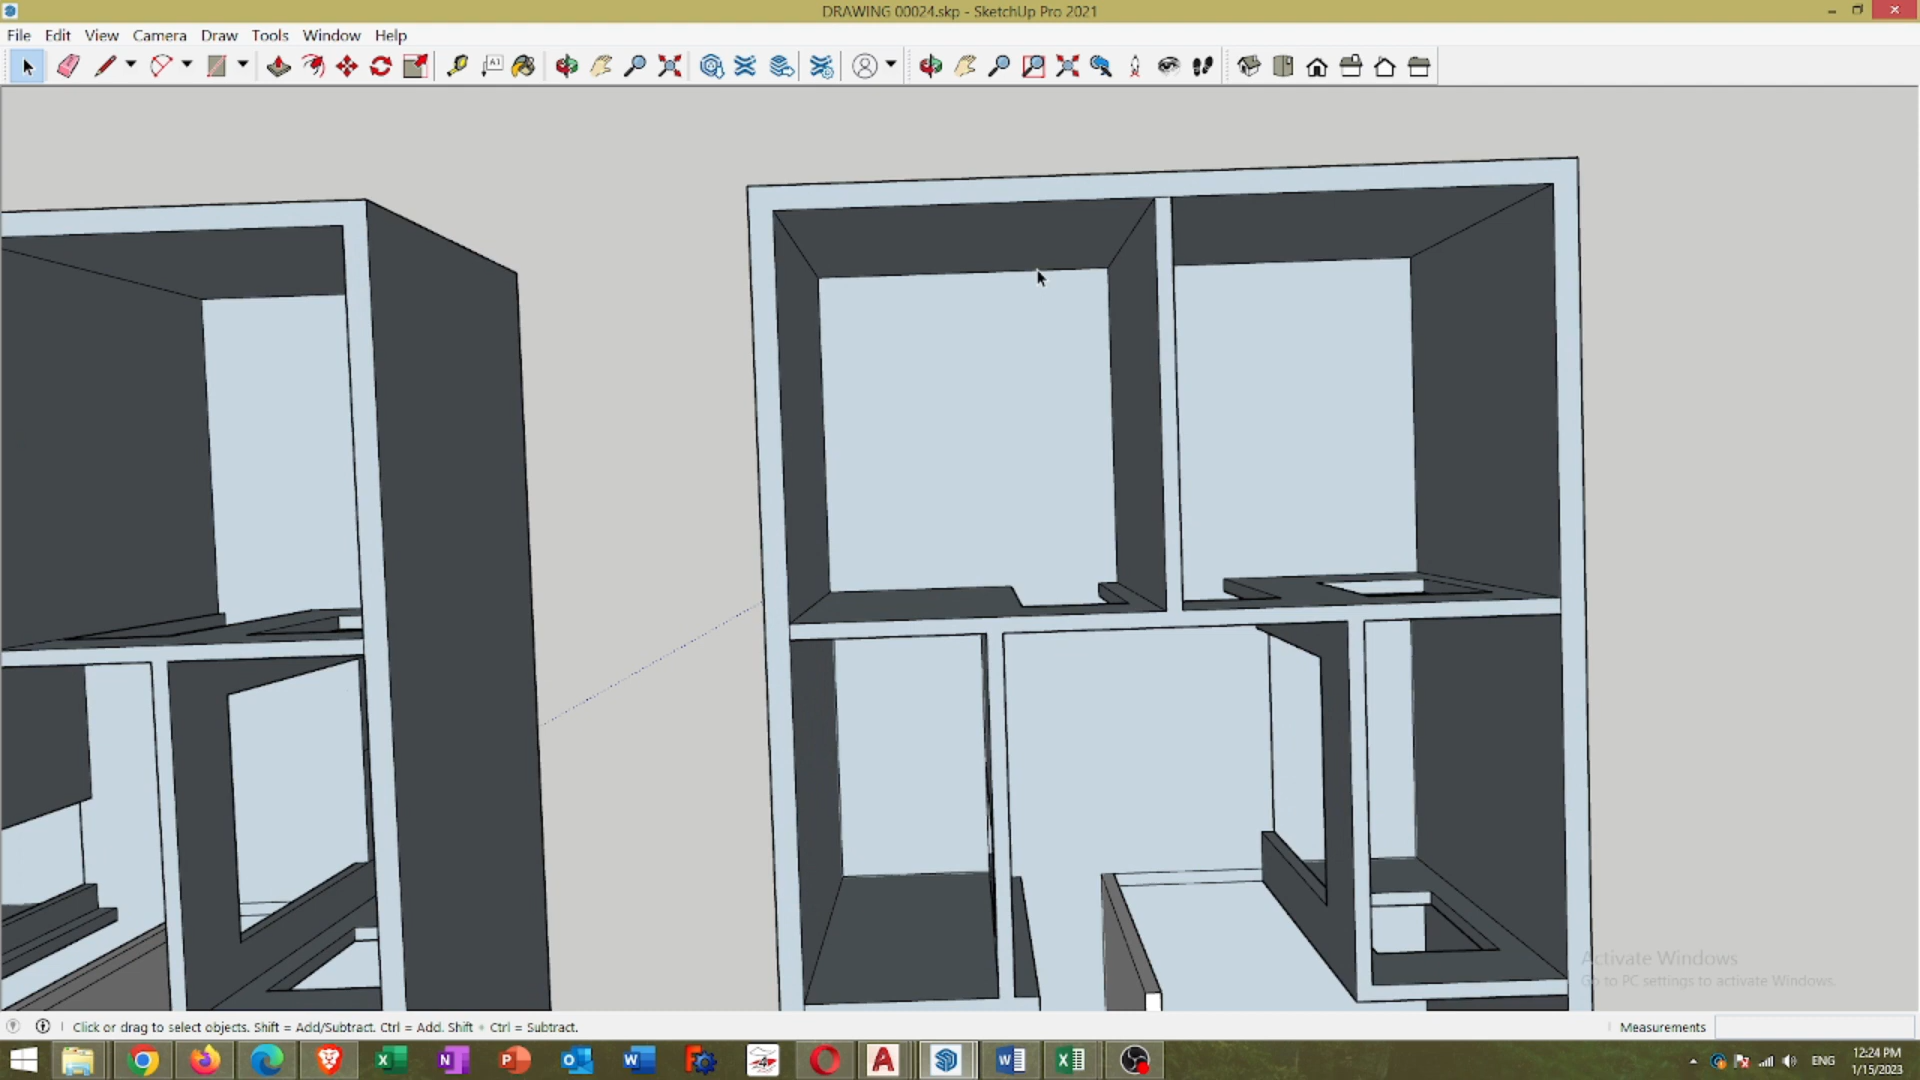 DRAWING 00024.skp - SketchUp Pro 2021
File Edit View Camera Draw Tools Window Help
Activate Windows
Go to PC settings to activate Windows.
Click or drag to select objects. Shift = Add/Subtract. Ctrl = Add. Shift + Ctrl = Subtract.
Measurements
ENG
12:24 PM
1/15/2023